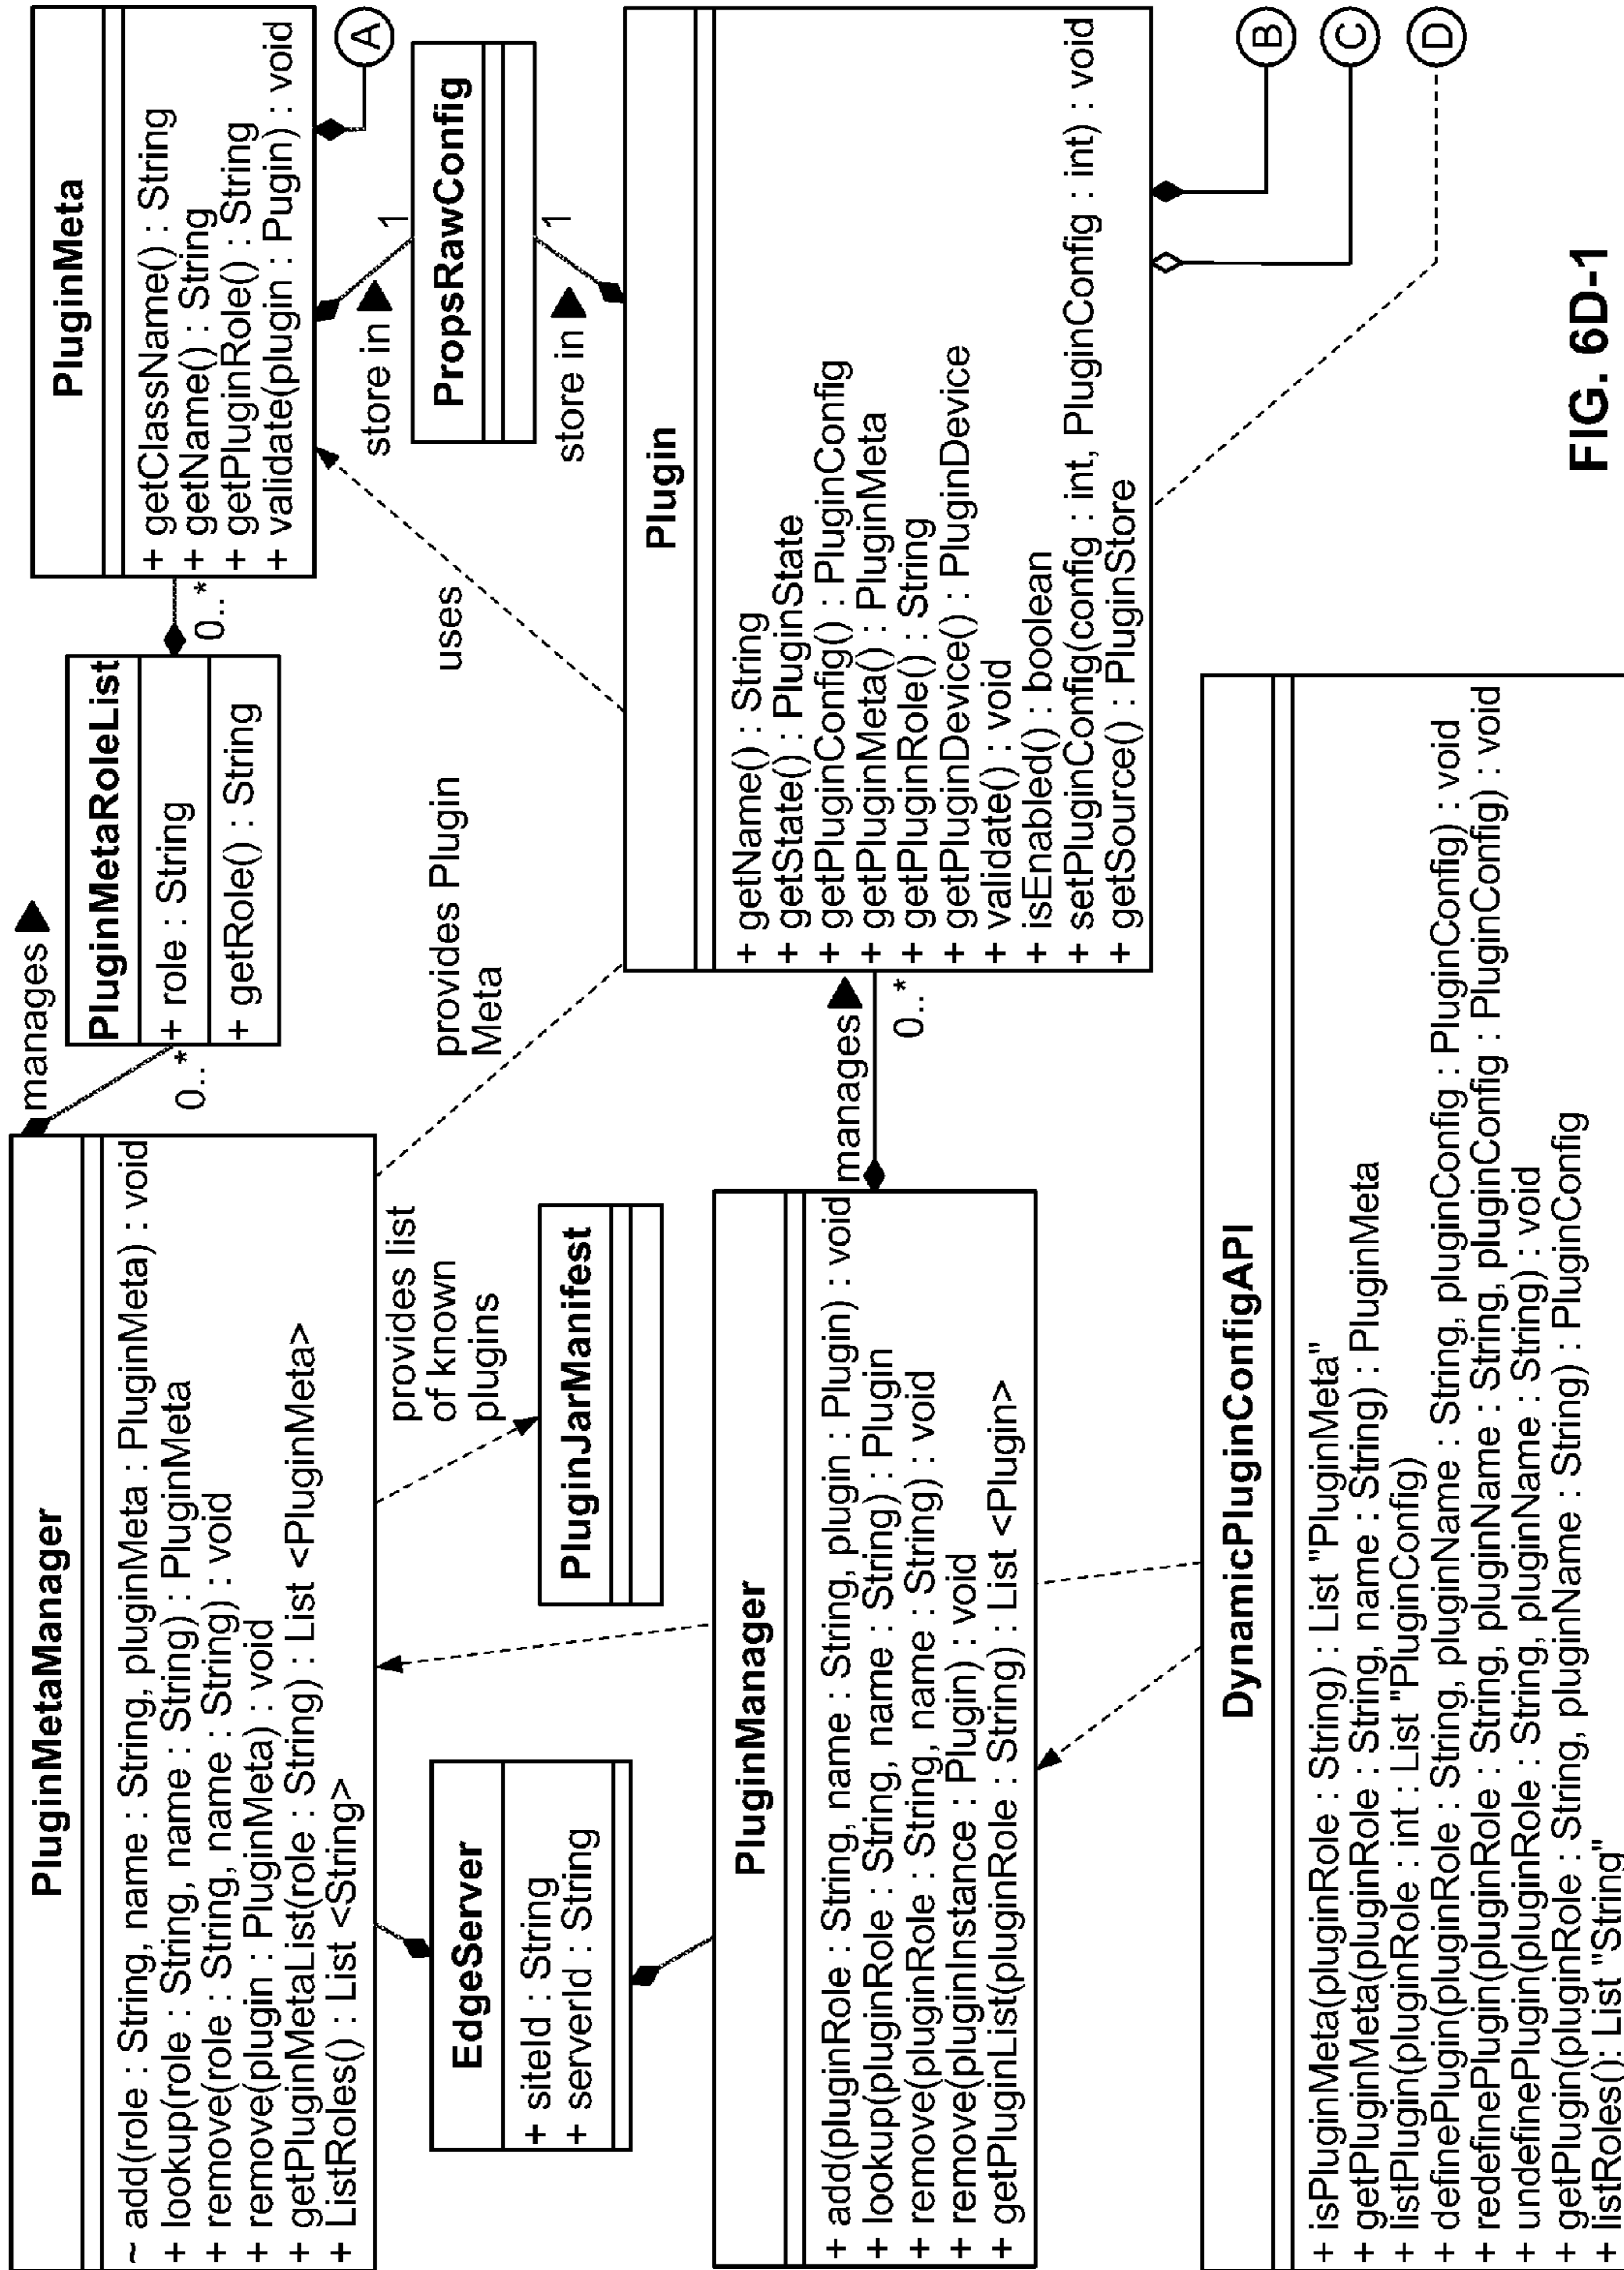 PluginMetaManager
~ add(role : String, name : String, pluginMeta : PluginMeta) : void
+ lookup(role : String, name : String) : PluginMeta
+ remove(role : String, name : String) : void
+ remove(plugin : PluginMeta) : void
+ getPluginMetaList(role : String) : List <PluginMeta>
+ ListRoles() : List <String>
manages
0..*
PluginMetaRoleList
+ role : String
+ getRole() : String
0..*
PluginMeta
+ getClassName() : String
+ getName() : String
+ getPluginRole() : String
+ validate(plugin : Pugin) : void
A
EdgeServer
+ siteId : String
+ serverId : String
provides list
of known
plugins
PluginJarManifest
provides Plugin
Meta
uses
store in
1
PropsRawConfig
store in
1
PluginManager
+ add(pluginRole : String, name : String, plugin : Plugin) : void
+ lookup(pluginRole : String, name : String) : Plugin
+ remove(pluginRole : String, name : String) : void
+ remove(pluginInstance : Plugin) : void
+ getPluginList(pluginRole : String) : List <Plugin>
manages
0..*
Plugin
+ getName() : String
+ getState() : PluginState
+ getPluginConfig() : PluginConfig
+ getPluginMeta() : PluginMeta
+ getPluginRole() : String
+ getPluginDevice() : PluginDevice
+ validate() : void
+ isEnabled() : boolean
+ setPluginConfig(config : int, PluginConfig : int) : void
+ getSource() : PluginStore
B
C
D
DynamicPluginConfigAPI
+ isPluginMeta(pluginRole : String) : List "PluginMeta"
+ getPluginMeta(pluginRole : String, name : String) : PluginMeta
+ listPlugin(pluginRole : int : List "PluginConfig)
+ definePlugin(pluginRole : String, pluginName : String, pluginConfig : PluginConfig) : void
+ redefinePlugin(pluginRole : String, pluginName : String, pluginConfig : PluginConfig) : void
+ undefinePlugin(pluginRole : String, pluginName : String) : void
+ getPlugin(pluginRole : String, pluginName : String) : PluginConfig
+ listRoles(): List "String"
FIG. 6D-1